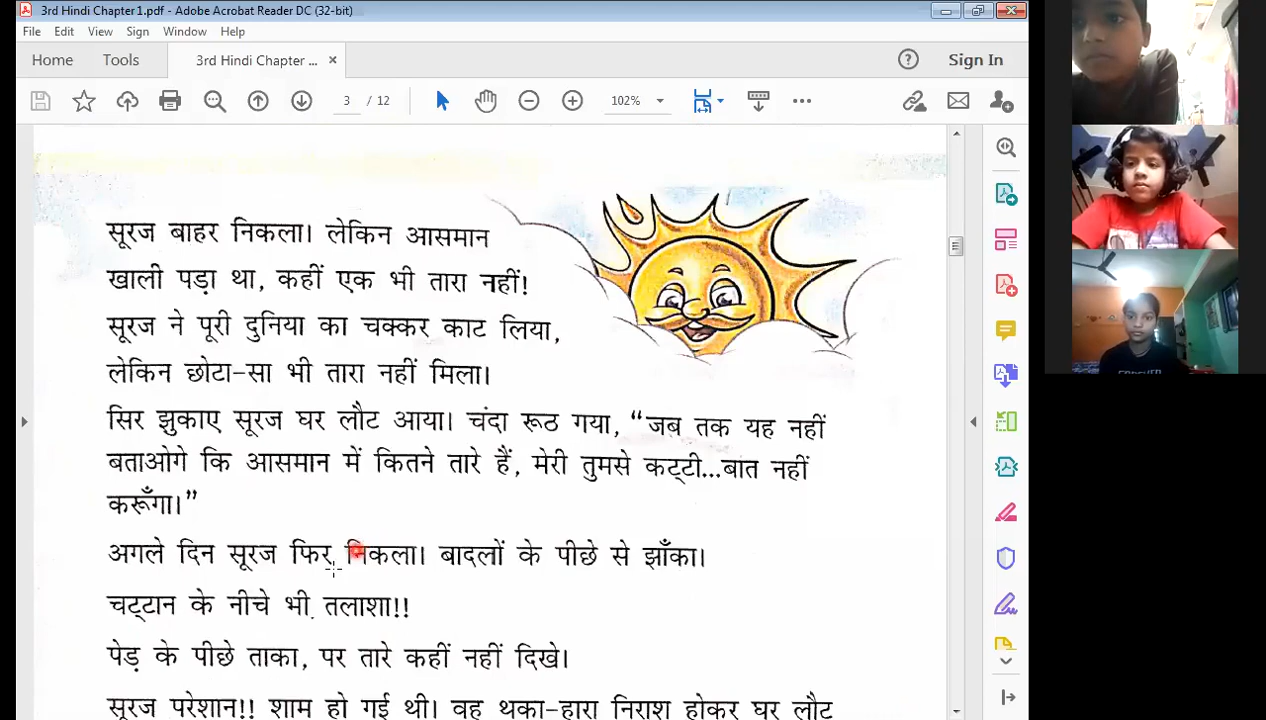 3rd Hindi Chapter 1.pdf - Adobe Acrobat Reader DC (32-bit)
File Edit View Sign Window Help
Home Tools 3rd Hindi Chapter ... × Sign In
3 / 12 102%
सूरज बाहर निकला। लेकिन आसमान
खाली पड़ा था, कहीं एक भी तारा नहीं!
सूरज ने पूरी दुनिया का चक्कर काट लिया,
लेकिन छोटा-सा भी तारा नहीं मिला।
सिर झुकाए सूरज घर लौट आया। चंदा रूठ गया, “जब तक यह नहीं
बताओगे कि आसमान में कितने तारे हैं, मेरी तुमसे कट्टी...बात नहीं
करूँगा।”
अगले दिन सूरज फिर निकला। बादलों के पीछे से झाँका।
चट्टान के नीचे भी तलाशा!!
पेड़ के पीछे ताका, पर तारे कहीं नहीं दिखे।
सूरज परेशान!! शाम हो गई थी। वह थका-हारा निराश होकर घर लौट